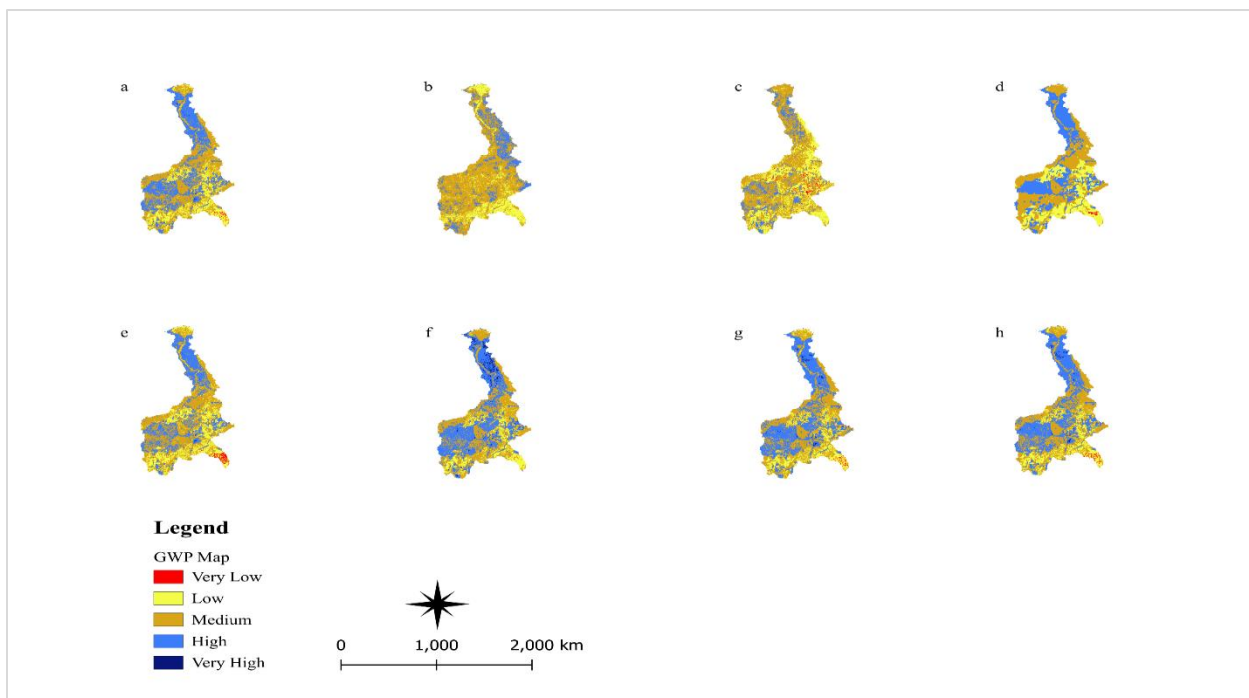 a
b
c
d
e
f
g
h
Legend
GWP Map
Very Low
Low
Medium
High
Very High
0 1,000 2,000 km